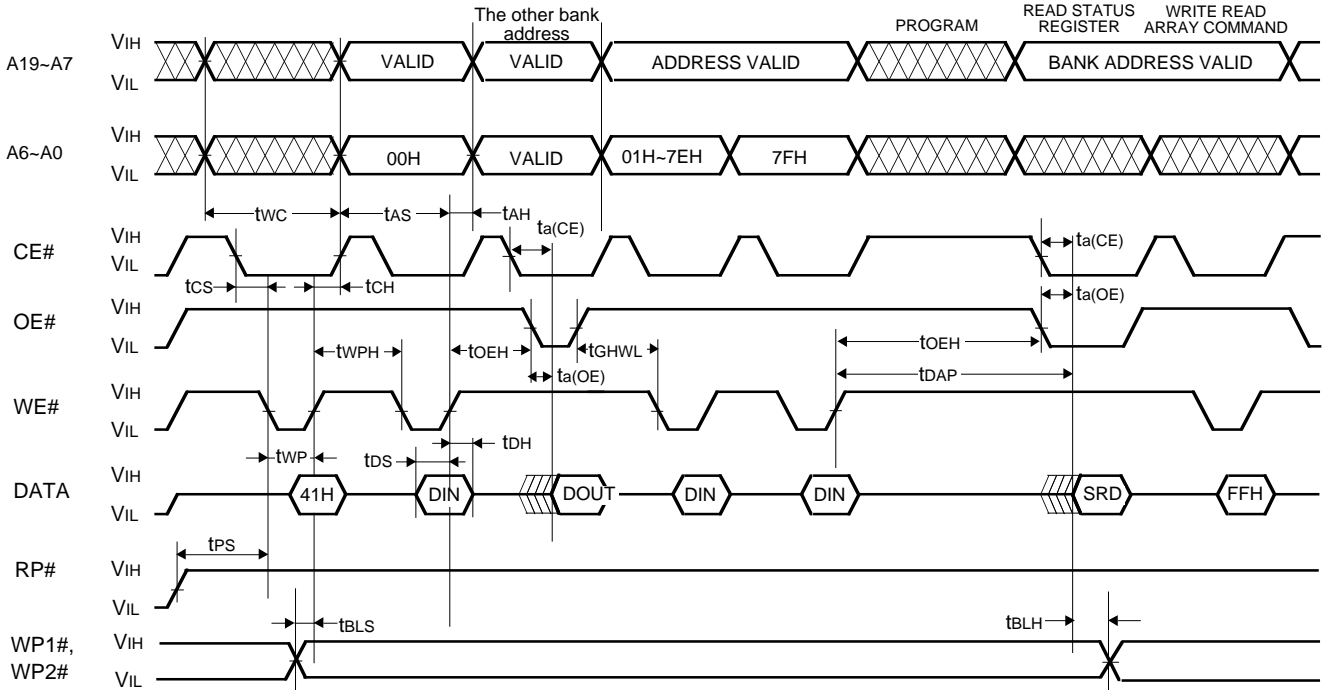 The other bank
address
PROGRAM
READ STATUS
REGISTER
WRITE READ
ARRAY COMMAND
A19~A7
VIH
VIL
VALID
VALID
ADDRESS VALID
BANK ADDRESS VALID
A6~A0
VIH
VIL
00H
VALID
01H~7EH
7FH
tWC
tAS
tAH
CE#
VIH
VIL
ta(CE)
ta(CE)
tCS
tCH
OE#
VIH
VIL
ta(OE)
tWPH
tOEH
tGHWL
tOEH
ta(OE)
tDAP
WE#
VIH
VIL
tWP
tDS
tDH
DATA
VIH
VIL
41H
DIN
DOUT
DIN
DIN
SRD
FFH
tPS
RP#
VIH
VIL
tBLS
tBLH
WP1#,
WP2#
VIH
VIL